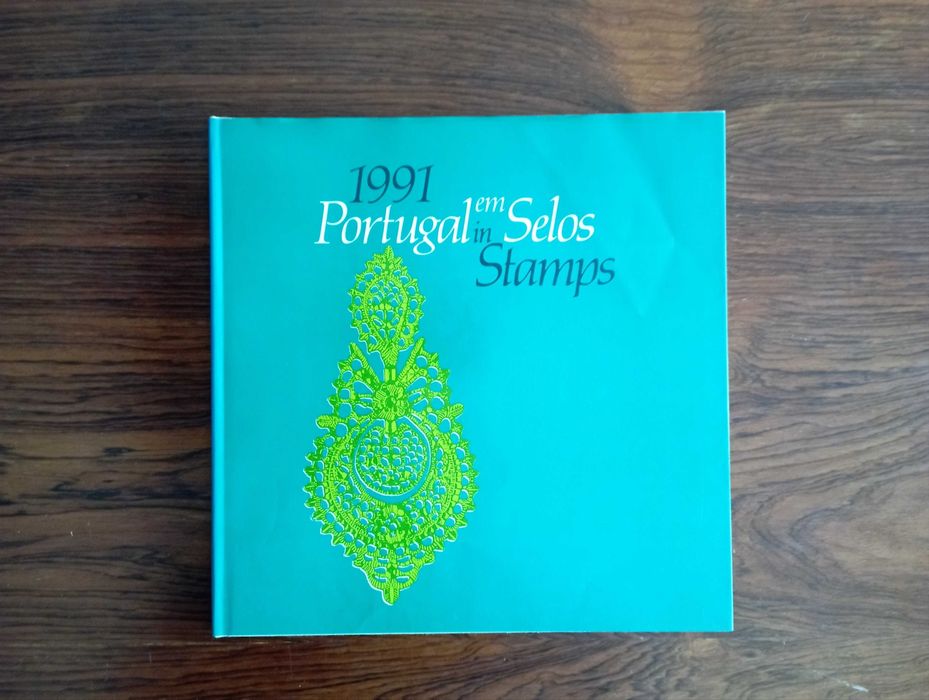 1991
Portugal em Selos
in
Stamps